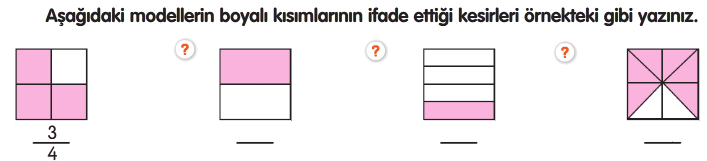 Aşağıdaki modellerin boyalı kısımlarının ifade ettiği kesirleri örnekteki gibi yazınız.
? ? ?
3
4